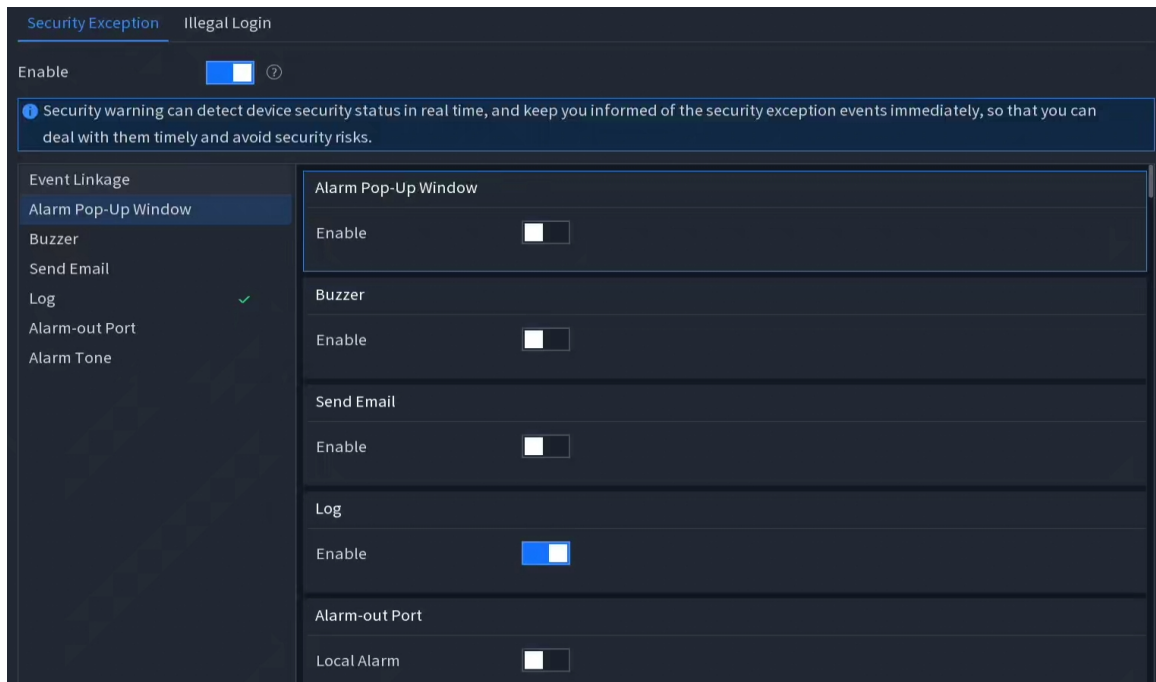 Security Exception
Illegal Login
Enable
Security warning can detect device security status in real time, and keep you informed of the security exception events immediately, so that you can
deal with them timely and avoid security risks.
Event Linkage
Alarm Pop-Up Window
Buzzer
Send Email
Log
Alarm-out Port
Alarm Tone
Alarm Pop-Up Window
Enable
Buzzer
Enable
Send Email
Enable
Log
Enable
Alarm-out Port
Local Alarm